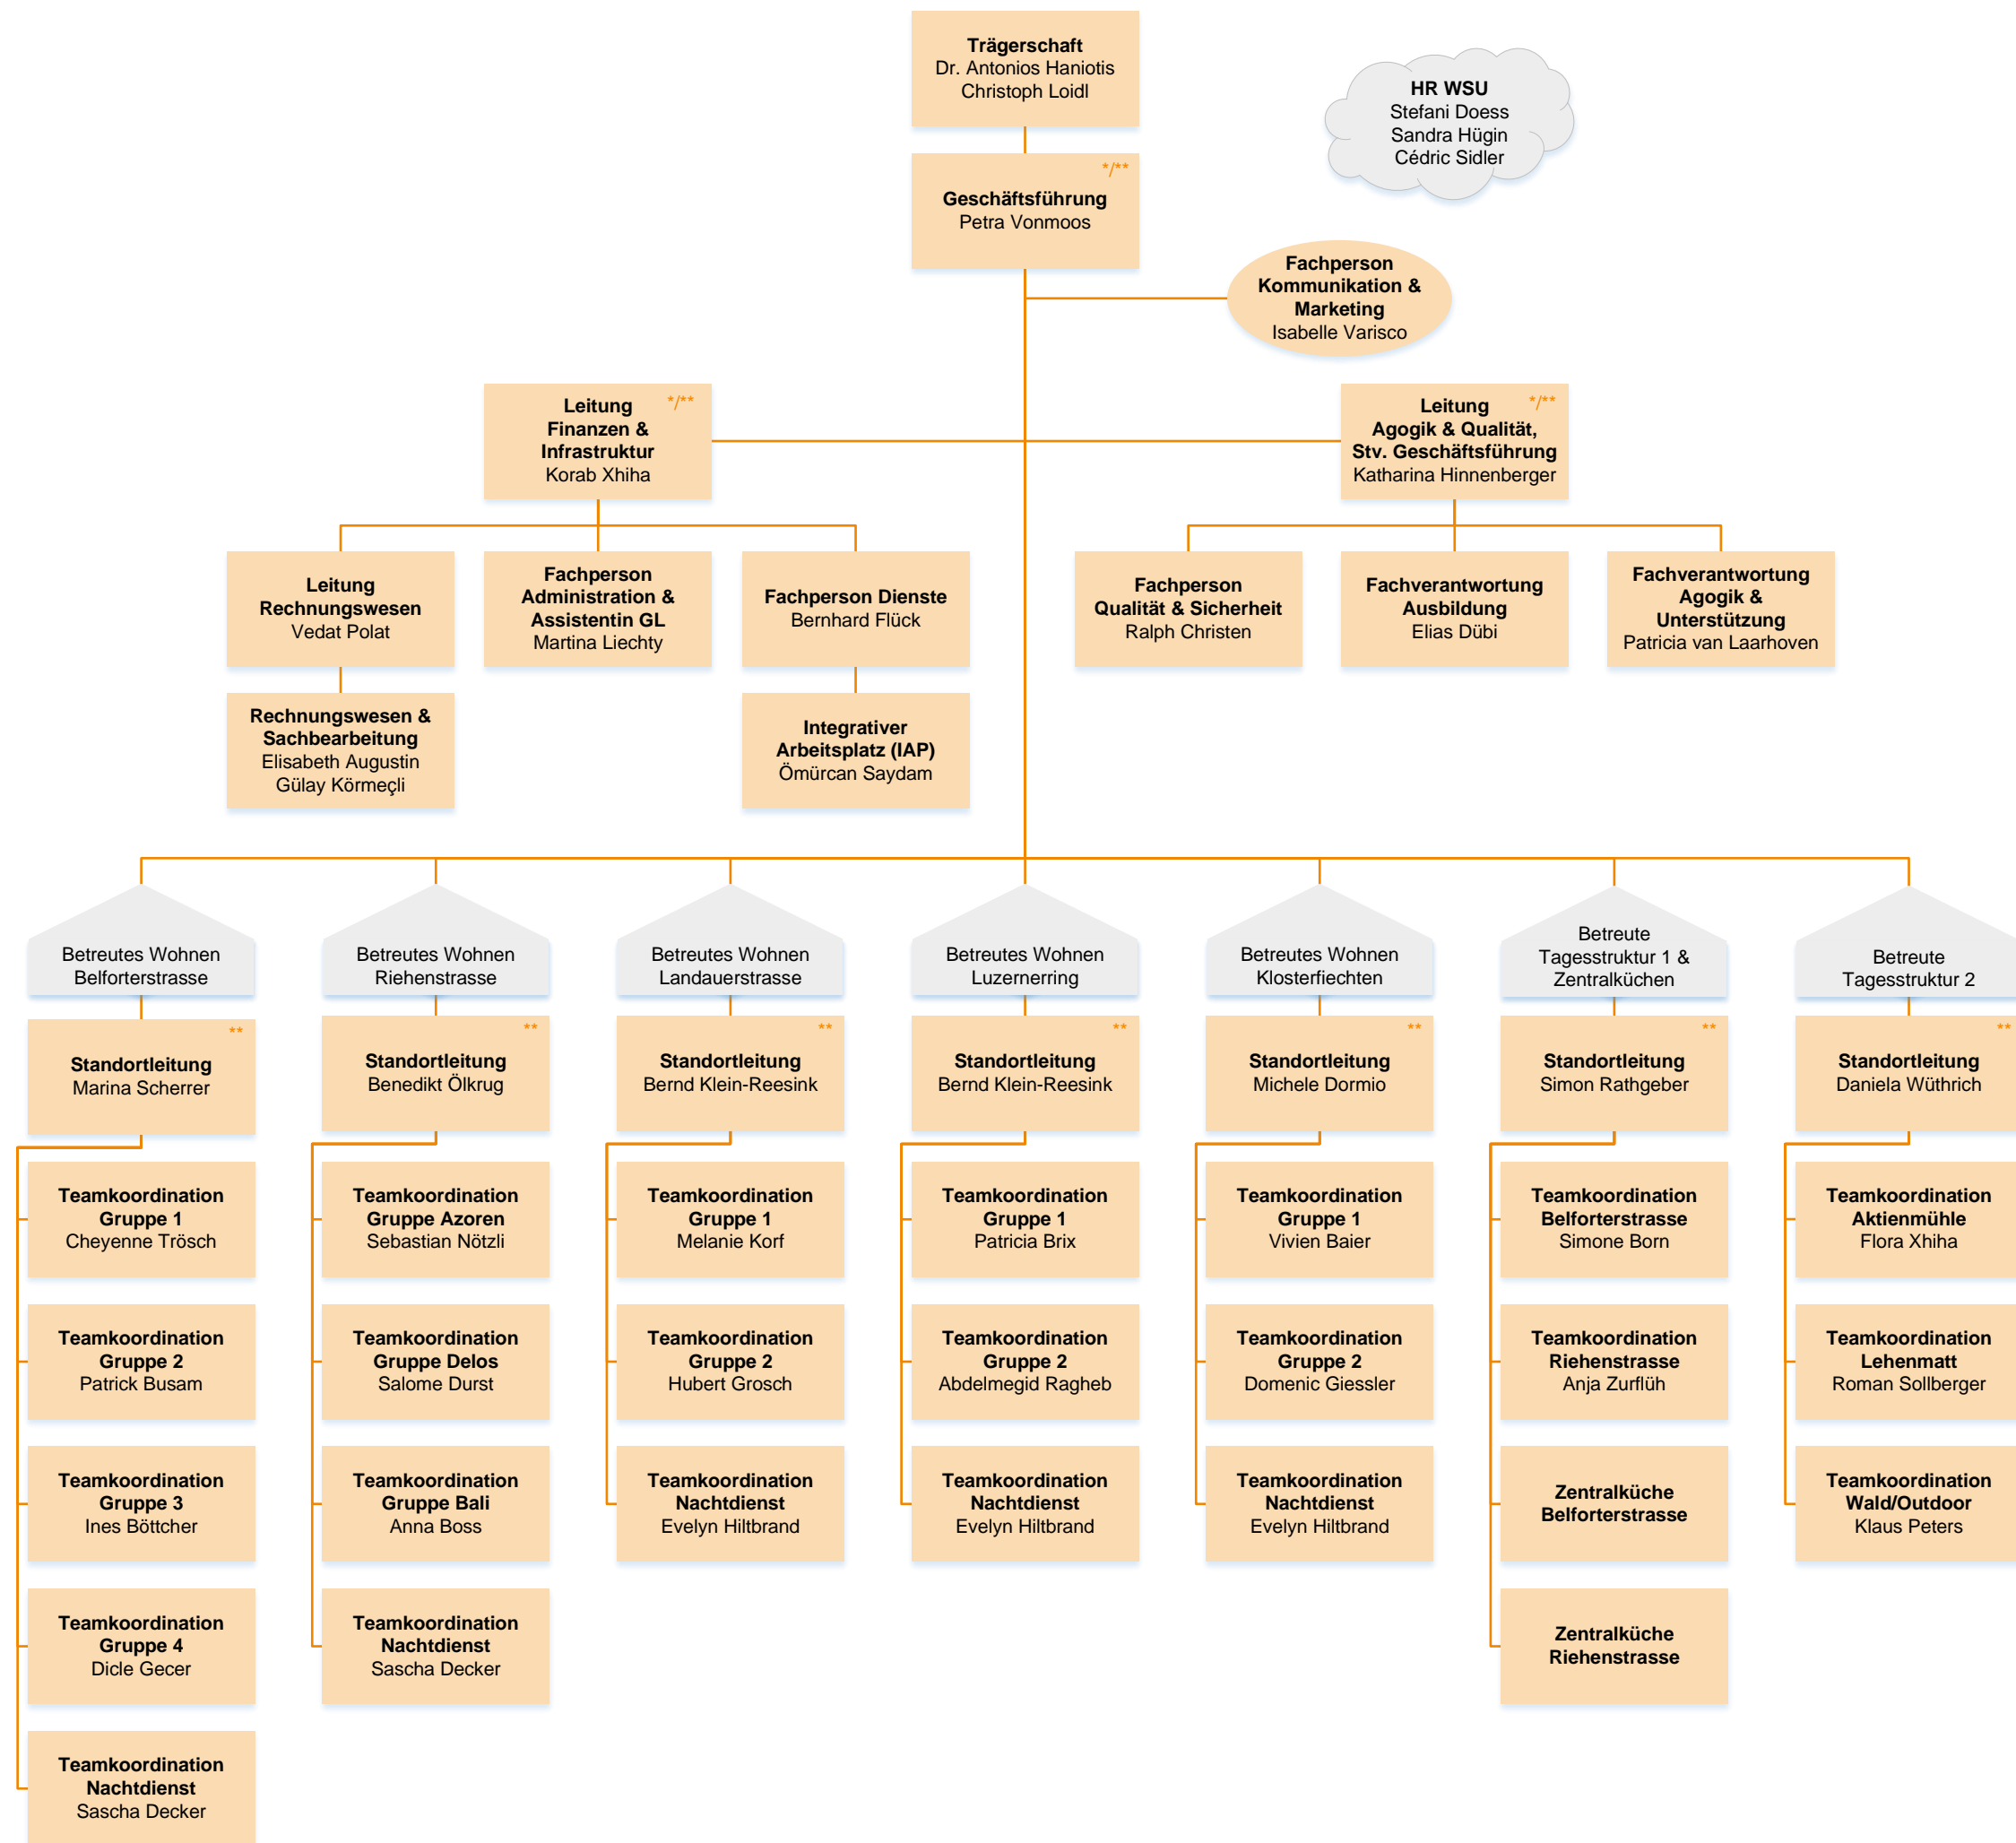 Trägerschaft
Dr. Antonios Haniotis
Christoph Loidl
HR WSU
Stefani Doess
Sandra Hügin
Cédric Sidler
*/**
Geschäftsführung
Petra Vonmoos
Fachperson
Kommunikation &
Marketing
Isabelle Varisco
Leitung */**
Finanzen &
Infrastruktur
Korab Xhiha
Leitung */**
Agogik & Qualität,
Stv. Geschäftsführung
Katharina Hinnenberger
Leitung
Rechnungswesen
Vedat Polat
Fachperson
Administration &
Assistentin GL
Martina Liechty
Fachperson Dienste
Bernhard Flück
Fachperson
Qualität & Sicherheit
Ralph Christen
Fachverantwortung
Ausbildung
Elias Dübi
Fachverantwortung
Agogik &
Unterstützung
Patricia van Laarhoven
Rechnungswesen &
Sachbearbeitung
Elisabeth Augustin
Gülay Körmeçli
Integrativer
Arbeitsplatz (IAP)
Ömürcan Saydam
Betreutes Wohnen
Belforterstrasse
**
Standortleitung
Marina Scherrer
Teamkoordination
Gruppe 1
Cheyenne Trösch
Teamkoordination
Gruppe 2
Patrick Busam
Teamkoordination
Gruppe 3
Ines Böttcher
Teamkoordination
Gruppe 4
Dicle Gecer
Teamkoordination
Nachtdienst
Sascha Decker
Betreutes Wohnen
Riehenstrasse
**
Standortleitung
Benedikt Ölkrug
Teamkoordination
Gruppe Azoren
Sebastian Nötzli
Teamkoordination
Gruppe Delos
Salome Durst
Teamkoordination
Gruppe Bali
Anna Boss
Teamkoordination
Nachtdienst
Sascha Decker
Betreutes Wohnen
Landauerstrasse
**
Standortleitung
Bernd Klein-Reesink
Teamkoordination
Gruppe 1
Melanie Korf
Teamkoordination
Gruppe 2
Hubert Grosch
Teamkoordination
Nachtdienst
Evelyn Hiltbrand
Betreutes Wohnen
Luzernerring
**
Standortleitung
Bernd Klein-Reesink
Teamkoordination
Gruppe 1
Patricia Brix
Teamkoordination
Gruppe 2
Abdelmegid Ragheb
Teamkoordination
Nachtdienst
Evelyn Hiltbrand
Betreutes Wohnen
Klosterfiechten
**
Standortleitung
Michele Dormio
Teamkoordination
Gruppe 1
Vivien Baier
Teamkoordination
Gruppe 2
Domenic Giessler
Teamkoordination
Nachtdienst
Evelyn Hiltbrand
Betreute
Tagesstruktur 1 &
Zentralküchen
**
Standortleitung
Simon Rathgeber
Teamkoordination
Belforterstrasse
Simone Born
Teamkoordination
Riehenstrasse
Anja Zurflüh
Zentralküche
Belforterstrasse
Zentralküche
Riehenstrasse
Betreute
Tagesstruktur 2
**
Standortleitung
Daniela Wüthrich
Teamkoordination
Aktienmühle
Flora Xhiha
Teamkoordination
Lehenmatt
Roman Sollberger
Teamkoordination
Wald/Outdoor
Klaus Peters